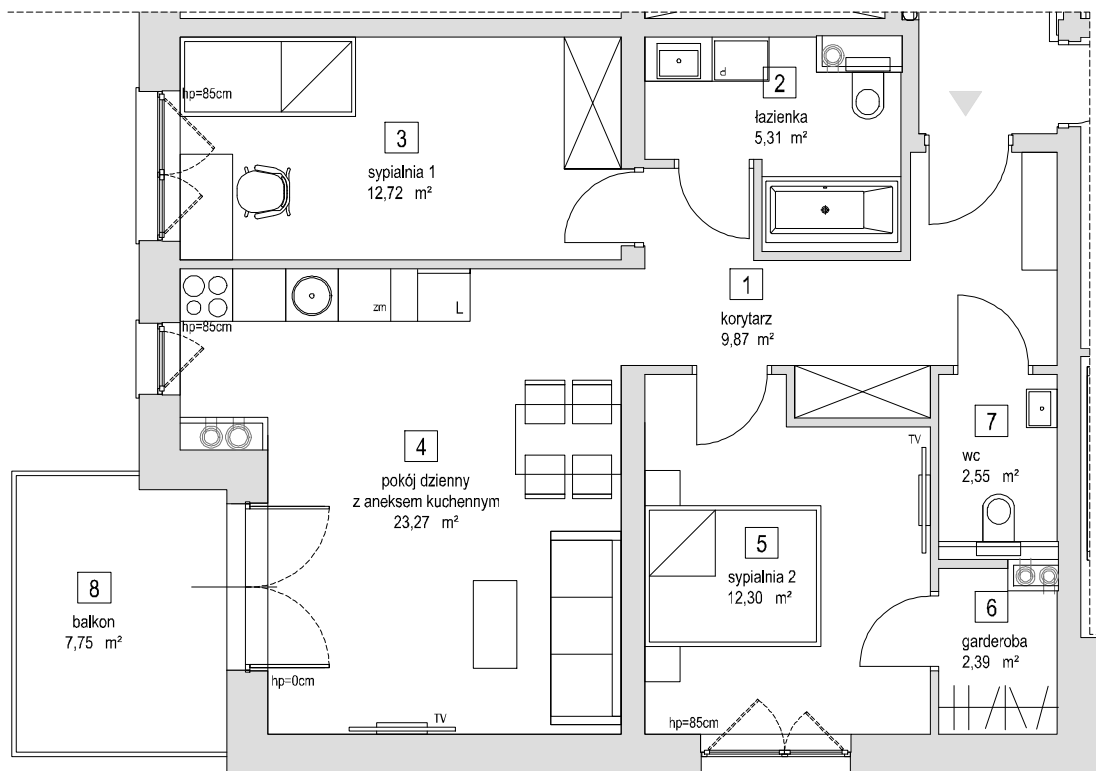 hp=85cm
3
sypialnia 1
12,72 m²
d
2
łazienka
5,31 m²
1
korytarz
9,87 m²
zm
L
hp=85cm
4
pokój dzienny
z aneksem kuchennym
23,27 m²
TV
7
wc
2,55 m²
5
sypialnia 2
12,30 m²
8
balkon
7,75 m²
6
garderoba
2,39 m²
hp=0cm
TV
hp=85cm